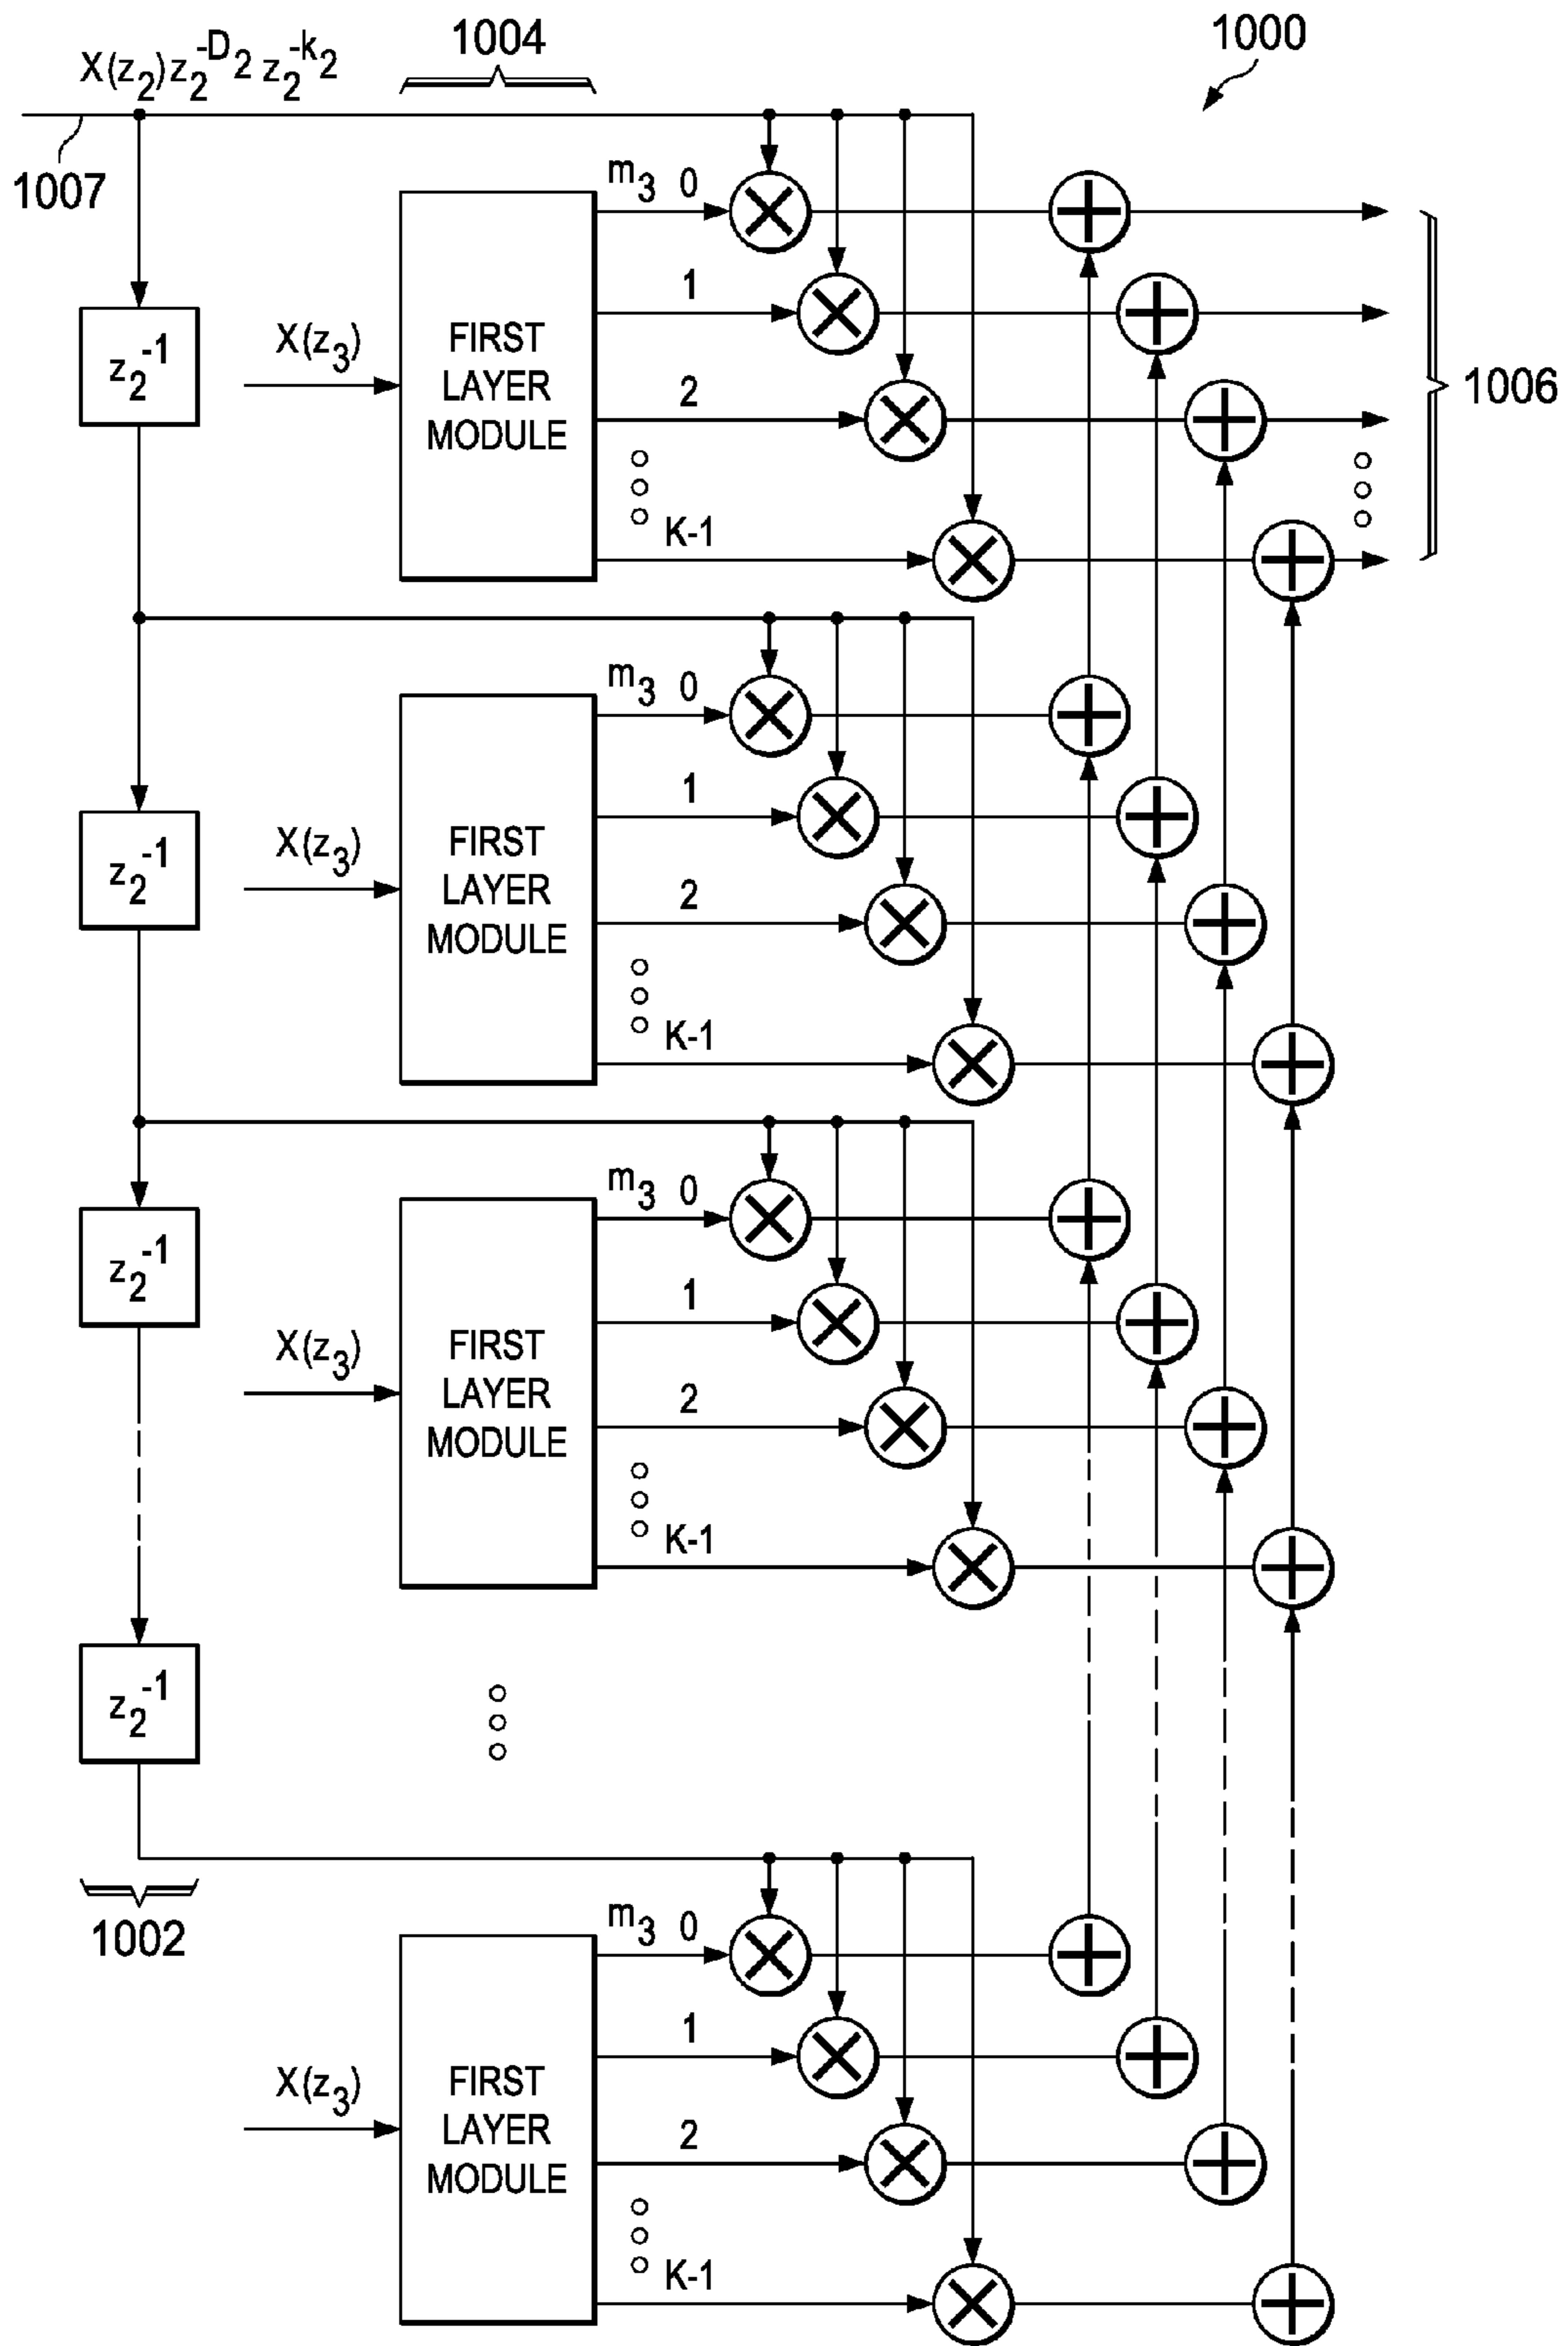 1004
1000
X(z₂)z₂⁻ᴰ₂ z₂⁻ᵏ₂
1007
m₃ 0
1
2
K-1
z₂⁻¹
X(z₃)
FIRST
LAYER
MODULE
1006
m₃ 0
1
2
K-1
z₂⁻¹
X(z₃)
FIRST
LAYER
MODULE
m₃ 0
1
2
K-1
z₂⁻¹
X(z₃)
FIRST
LAYER
MODULE
z₂⁻¹
1002
m₃ 0
1
2
K-1
X(z₃)
FIRST
LAYER
MODULE